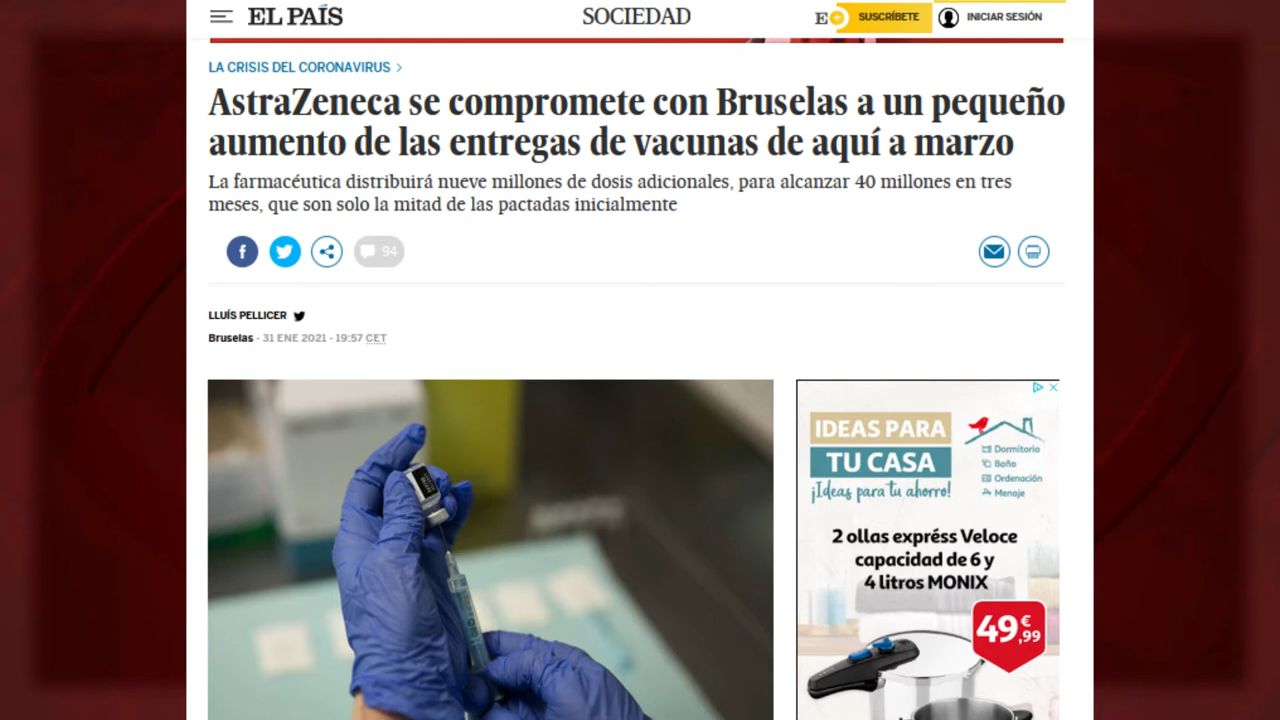 EL PAÍS
SOCIEDAD
E
SUSCRÍBETE
INICIAR SESIÓN
LA CRISIS DEL CORONAVIRUS
AstraZeneca se compromete con Bruselas a un pequeño
aumento de las entregas de vacunas de aquí a marzo
La farmacéutica distribuirá nueve millones de dosis adicionales, para alcanzar 40 millones en tres
meses, que son solo la mitad de las pactadas inicialmente
94
LLUÍS PELLICER
Bruselas - 31 ENE 2021 - 19:57 CET
IDEAS PARA
TU CASA
¡Ideas para tu ahorro!
Dormitorio
Baño
Ordenación
Menaje
2 ollas expréss Veloce
capacidad de 6 y
4 litros MONIX
49,99 €